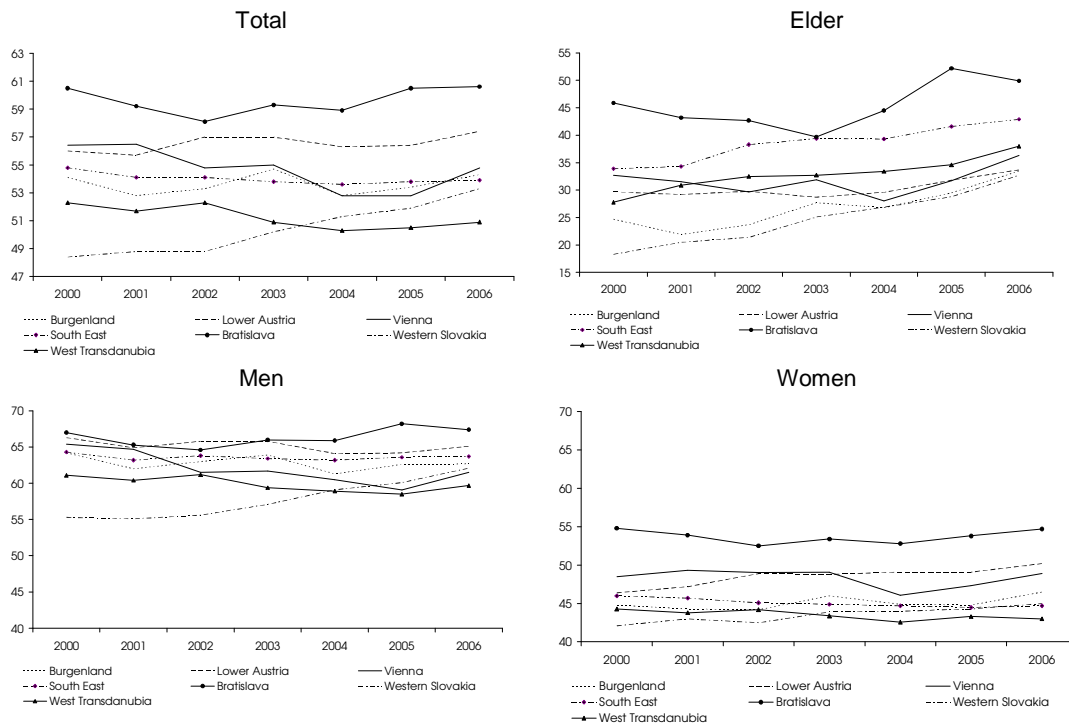 Total
63
61
59
57
55
53
51
49
47
2000 2001 2002 2003 2004 2005 2006
Burgenland Lower Austria Vienna
South East Bratislava Western Slovakia
West Transdanubia
Elder
55
50
45
40
35
30
25
20
15
2000 2001 2002 2003 2004 2005 2006
Burgenland Lower Austria Vienna
South East Bratislava Western Slovakia
West Transdanubia
Men
70
65
60
55
50
45
40
2000 2001 2002 2003 2004 2005 2006
Burgenland Lower Austria Vienna
South East Bratislava Western Slovakia
West Transdanubia
Women
70
65
60
55
50
45
40
2000 2001 2002 2003 2004 2005 2006
Burgenland Lower Austria Vienna
South East Bratislava Western Slovakia
West Transdanubia